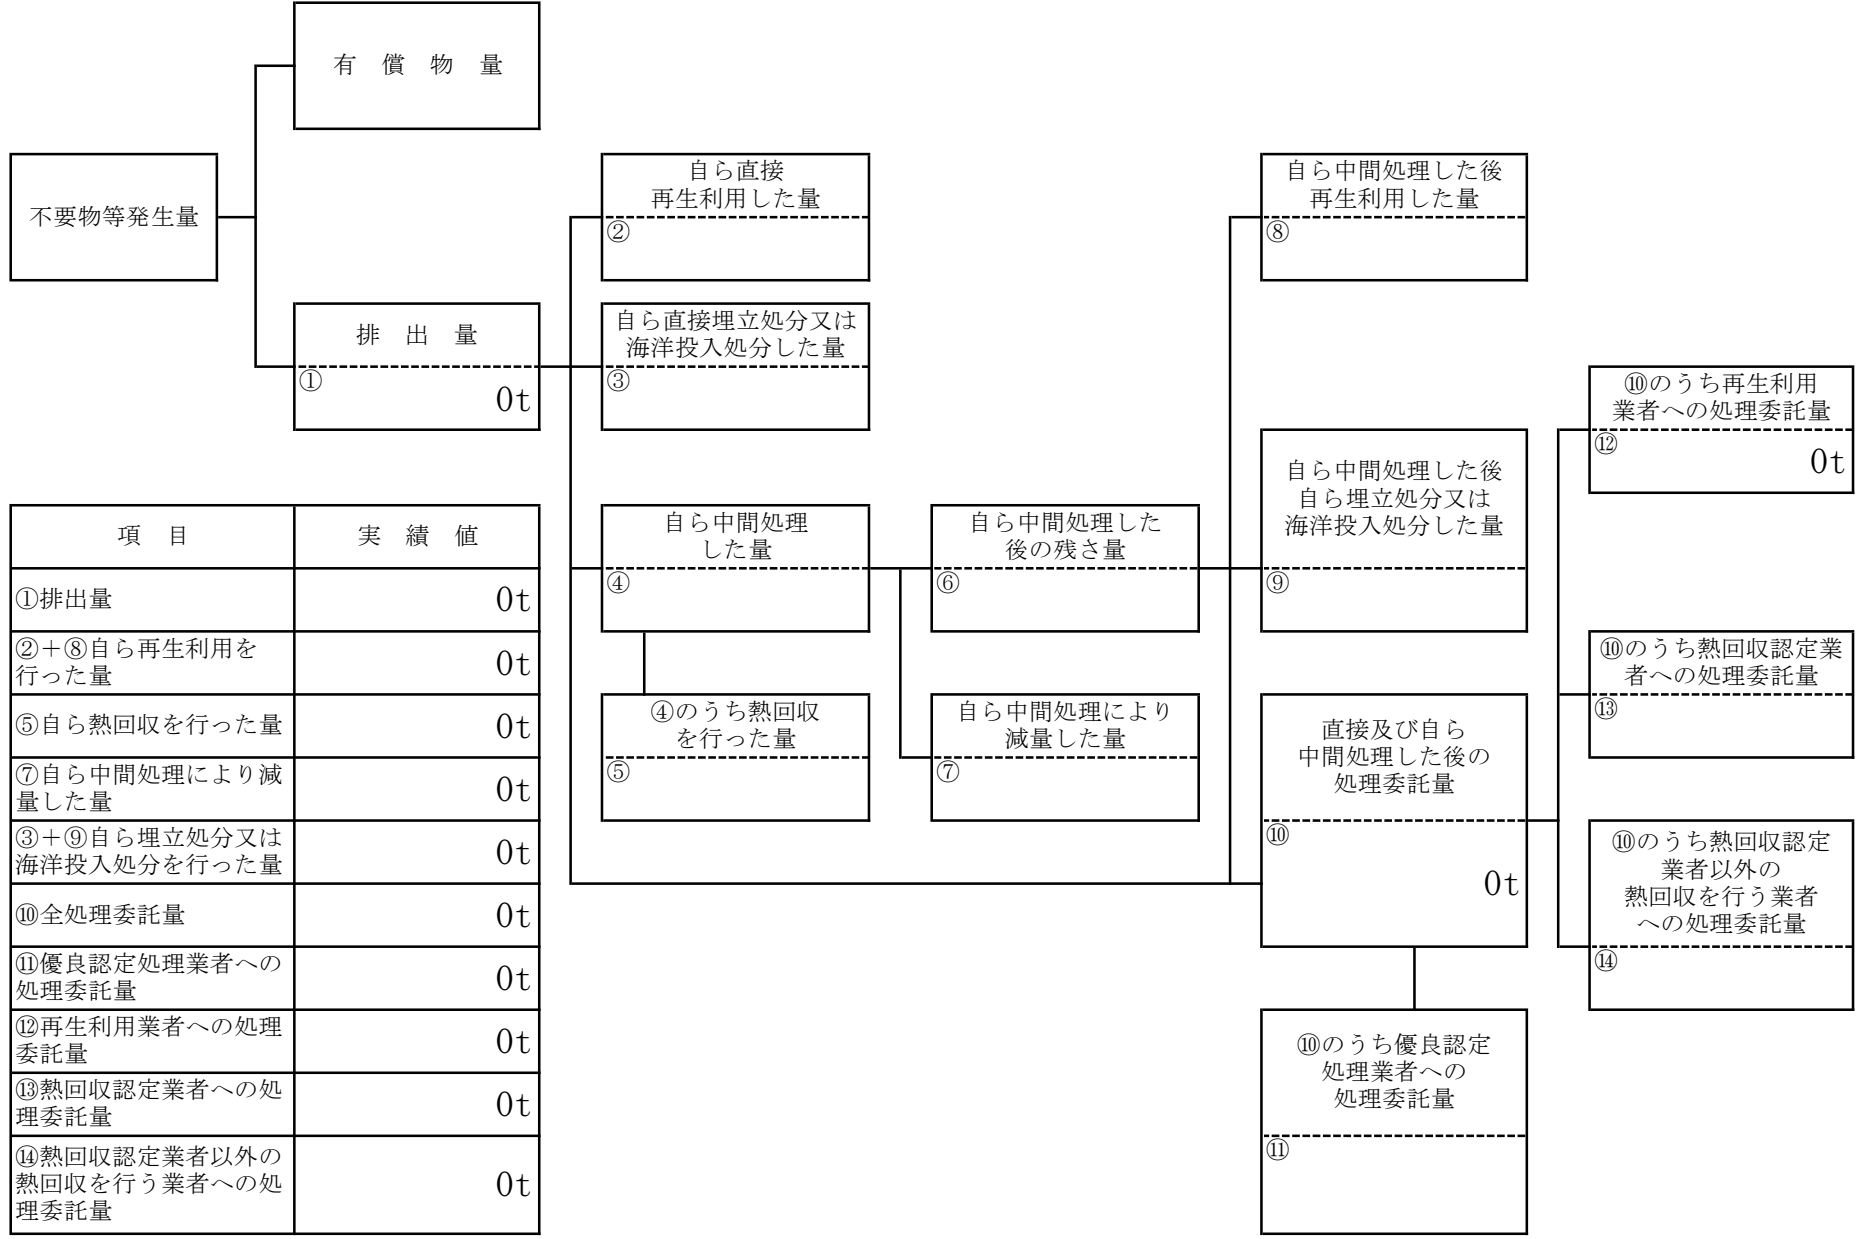 有　償　物　量
不要物等発生量
排　出　量
①
0t
自ら直接
再生利用した量
②
自ら直接埋立処分又は
海洋投入処分した量
③
自ら中間処理
した量
④
④のうち熱回収
を行った量
⑤
自ら中間処理した
後の残さ量
⑥
自ら中間処理により
減量した量
⑦
自ら中間処理した後
再生利用した量
⑧
自ら中間処理した後
自ら埋立処分又は
海洋投入処分した量
⑨
直接及び自ら
中間処理した後の
処理委託量
⑩
0t
⑩のうち優良認定
処理業者への
処理委託量
⑪
⑩のうち再生利用
業者への処理委託量
⑫
0t
⑩のうち熱回収認定業
者への処理委託量
⑬
⑩のうち熱回収認定
業者以外の
熱回収を行う業者
への処理委託量
⑭
項　目
実　績　値
①排出量
0t
②＋⑧自ら再生利用を
行った量
0t
⑤自ら熱回収を行った量
0t
⑦自ら中間処理により減
量した量
0t
③＋⑨自ら埋立処分又は
海洋投入処分を行った量
0t
⑩全処理委託量
0t
⑪優良認定処理業者への
処理委託量
0t
⑫再生利用業者への処理
委託量
0t
⑬熱回収認定業者への処
理委託量
0t
⑭熱回収認定業者以外の
熱回収を行う業者への処
理委託量
0t